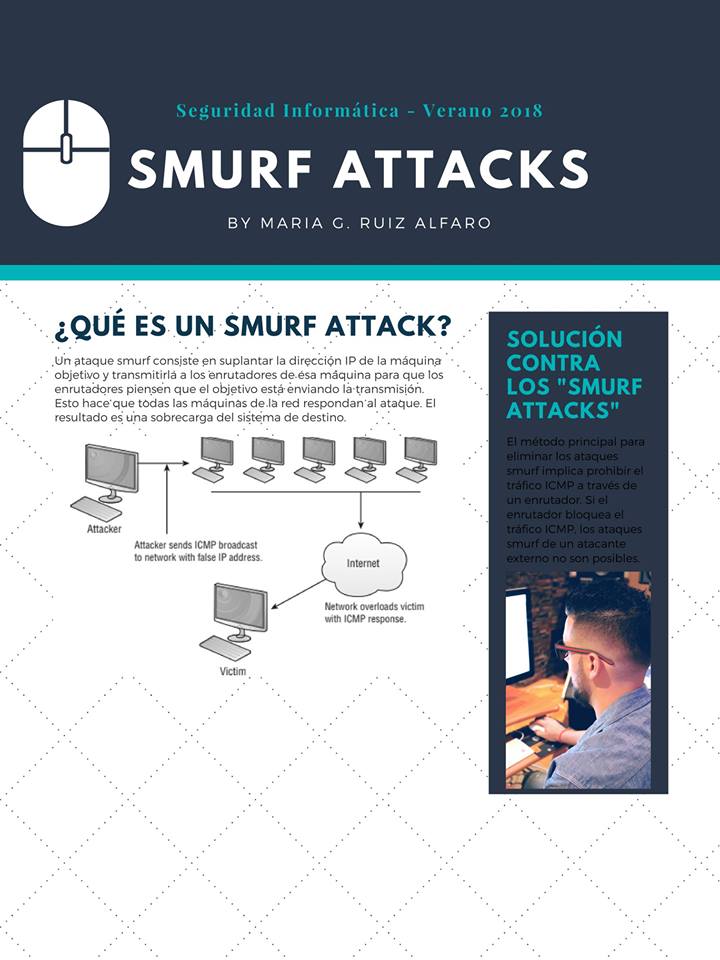 Seguridad Informática - Verano 2018
SMURF ATTACKS
BY MARIA G. RUIZ ALFARO
¿QUÉ ES UN SMURF ATTACK?
Un ataque smurf consiste en suplantar la dirección IP de la máquina
objetivo y transmitirla a los enrutadores de ésa máquina para que los
enrutadores piensen que el objetivo está enviando la transmisión.
Esto hace que todas las máquinas de la red respondan al ataque. El
resultado es una sobrecarga del sistema de destino.
Attacker
Attacker sends ICMP broadcast
to network with false IP address.
Internet
Network overloads victim
with ICMP response.
Victim
SOLUCIÓN
CONTRA
LOS "SMURF
ATTACKS"
El método principal para
eliminar los ataques
smurf implica prohibir el
tráfico ICMP a través de
un enrutador. Si el
enrutador bloquea el
tráfico ICMP, los ataques
smurf de un atacante
externo no son posibles.